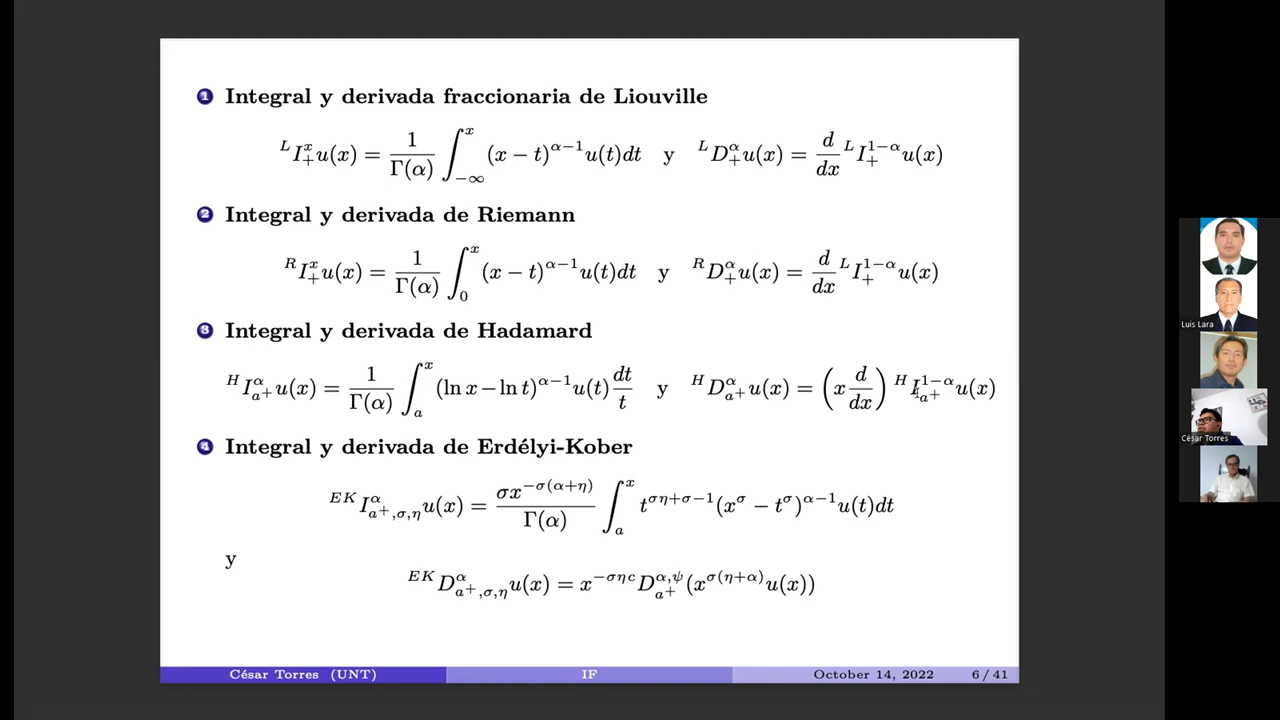 1 Integral y derivada fraccionaria de Liouville
$^{L}I_{+}^{x}u(x) = \frac{1}{\Gamma(\alpha)} \int_{-\infty}^{x} (x-t)^{\alpha-1}u(t)dt$ y $^{L}D_{+}^{\alpha}u(x) = \frac{d}{dx} {}^{L}I_{+}^{1-\alpha}u(x)$
2 Integral y derivada de Riemann
$^{R}I_{+}^{x}u(x) = \frac{1}{\Gamma(\alpha)} \int_{0}^{x} (x-t)^{\alpha-1}u(t)dt$ y $^{R}D_{+}^{\alpha}u(x) = \frac{d}{dx} {}^{L}I_{+}^{1-\alpha}u(x)$
3 Integral y derivada de Hadamard
$^{H}I_{a^+}^{\alpha}u(x) = \frac{1}{\Gamma(\alpha)} \int_{a}^{x} (\ln x - \ln t)^{\alpha-1}u(t)\frac{dt}{t}$ y $^{H}D_{a^+}^{\alpha}u(x) = \left(x\frac{d}{dx}\right) {}^{H}I_{a^+}^{1-\alpha}u(x)$
4 Integral y derivada de Erdélyi-Kober
$^{EK}I_{a^+,\sigma,\eta}^{\alpha}u(x) = \frac{\sigma x^{-\sigma(\alpha+\eta)}}{\Gamma(\alpha)} \int_{a}^{x} t^{\sigma\eta+\sigma-1}(x^{\sigma} - t^{\sigma})^{\alpha-1}u(t)dt$
y
$^{EK}D_{a^+,\sigma,\eta}^{\alpha}u(x) = x^{-\sigma\eta c}D_{a^+}^{\alpha,\psi}(x^{\sigma(\eta+\alpha)}u(x))$
César Torres (UNT) IF October 14, 2022 6 / 41
Luis Lara
César Torres